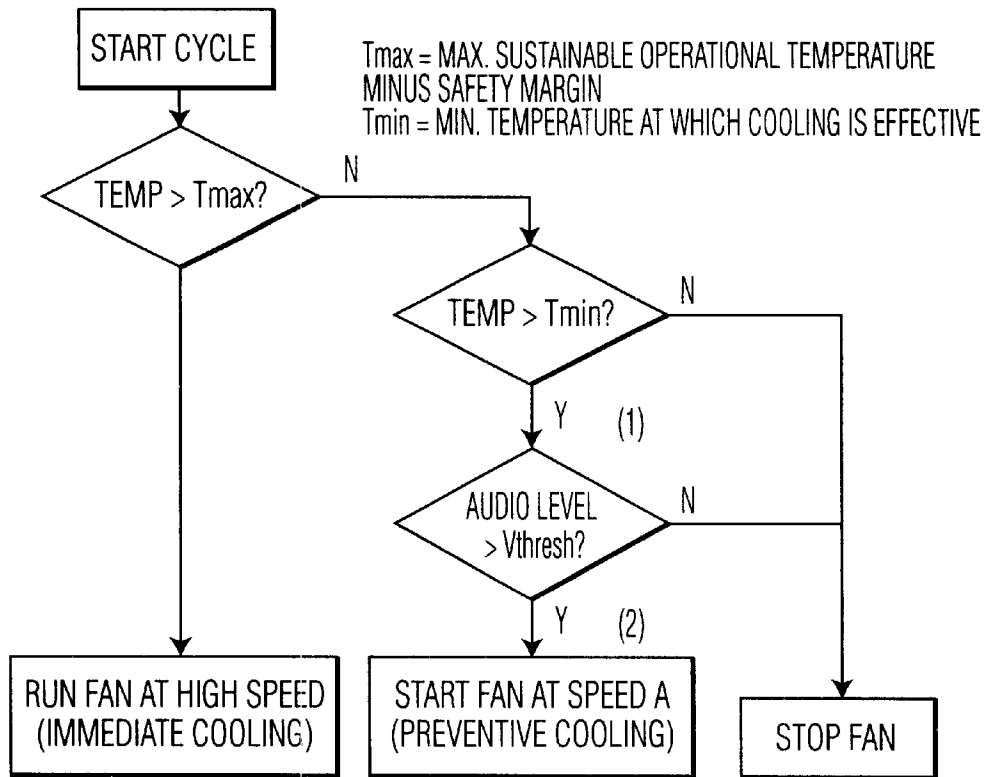 START CYCLE
Tmax = MAX. SUSTAINABLE OPERATIONAL TEMPERATURE
MINUS SAFETY MARGIN
Tmin = MIN. TEMPERATURE AT WHICH COOLING IS EFFECTIVE
TEMP > Tmax?
N
TEMP > Tmin?
N
Y
(1)
AUDIO LEVEL
> Vthresh?
N
Y
(2)
RUN FAN AT HIGH SPEED
(IMMEDIATE COOLING)
START FAN AT SPEED A
(PREVENTIVE COOLING)
STOP FAN